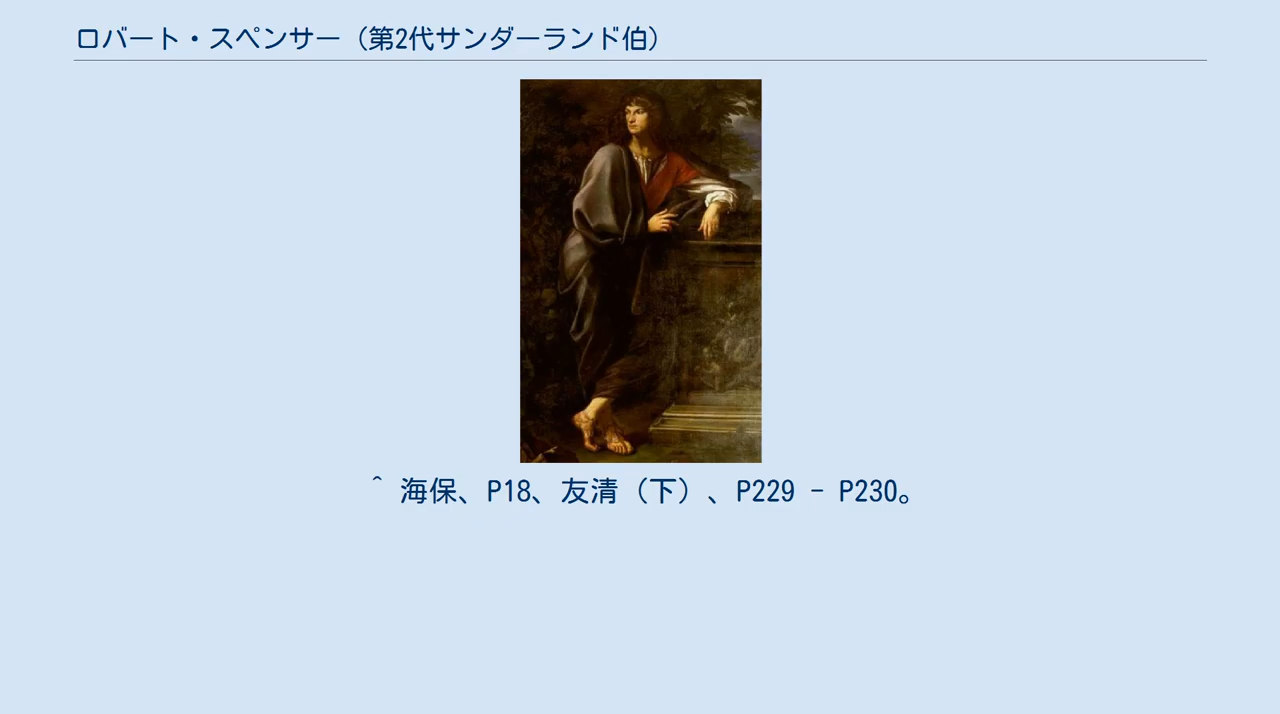 ロバート・スペンサー（第2代サンダーランド伯）
^ 海保、P18、友清（下）、P229 - P230。